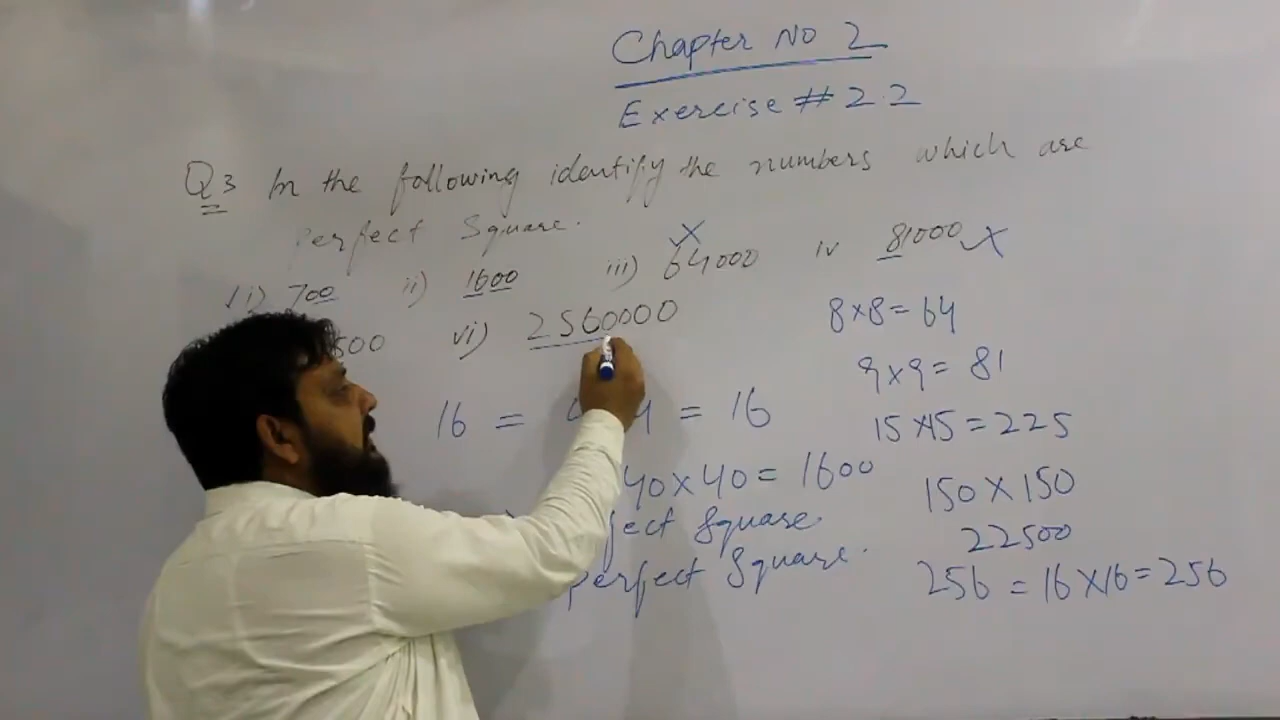 Chapter No 2
Exercise # 2.2
Q3 In the following identify the numbers which are
Perfect Square.
i) 700 ii) 1600 iii) 64000 X iv 81000 X
500 vi) 2560000
8×8=64
9×9=81
16 = 4 = 16
15×15=225
40×40=1600
150×150
ject Square
22500
perfect Square.
256 = 16×16=256